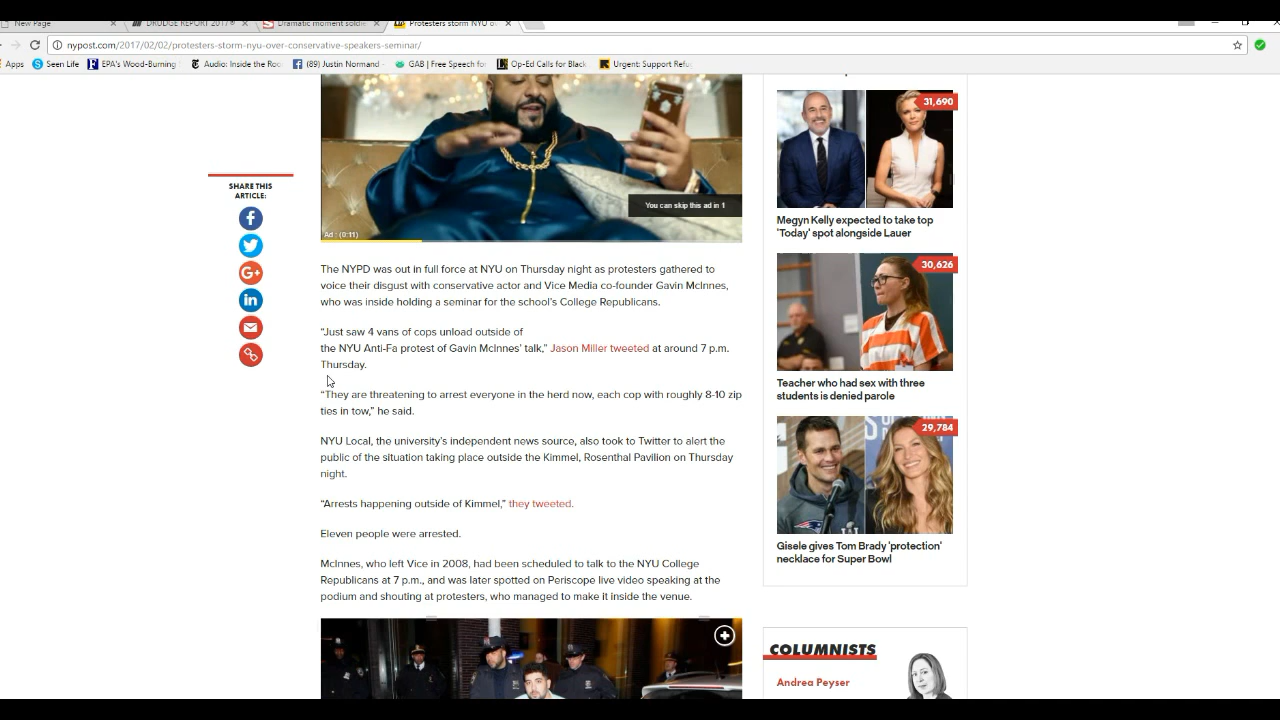 New Page
DRUDGE REPORT 2017®
Dramatic moment soldie
Protesters storm NYU o
nypost.com/2017/02/02/protesters-storm-nyu-over-conservative-speakers-seminar/
Apps
Seen Life
EPA's Wood-Burning
Audio: Inside the Roo
(89) Justin Normand
GAB | Free Speech fo
Op-Ed Calls for Black
Urgent: Support Refu
You can skip this ad in 1
Ad : (0:11)
SHARE THIS
ARTICLE:
The NYPD was out in full force at NYU on Thursday night as protesters gathered to
voice their disgust with conservative actor and Vice Media co-founder Gavin McInnes,
who was inside holding a seminar for the school's College Republicans.
“Just saw 4 vans of cops unload outside of
the NYU Anti-Fa protest of Gavin McInnes' talk,” Jason Miller tweeted at around 7 p.m.
Thursday.
“They are threatening to arrest everyone in the herd now, each cop with roughly 8-10 zip
ties in tow,” he said.
NYU Local, the university's independent news source, also took to Twitter to alert the
public of the situation taking place outside the Kimmel, Rosenthal Pavilion on Thursday
night.
“Arrests happening outside of Kimmel,” they tweeted.
Eleven people were arrested.
McInnes, who left Vice in 2008, had been scheduled to talk to the NYU College
Republicans at 7 p.m., and was later spotted on Periscope live video speaking at the
podium and shouting at protesters, who managed to make it inside the venue.
31,690
Megyn Kelly expected to take top
'Today' spot alongside Lauer
30,626
Teacher who had sex with three
students is denied parole
29,784
Gisele gives Tom Brady 'protection'
necklace for Super Bowl
COLUMNISTS
Andrea Peyser